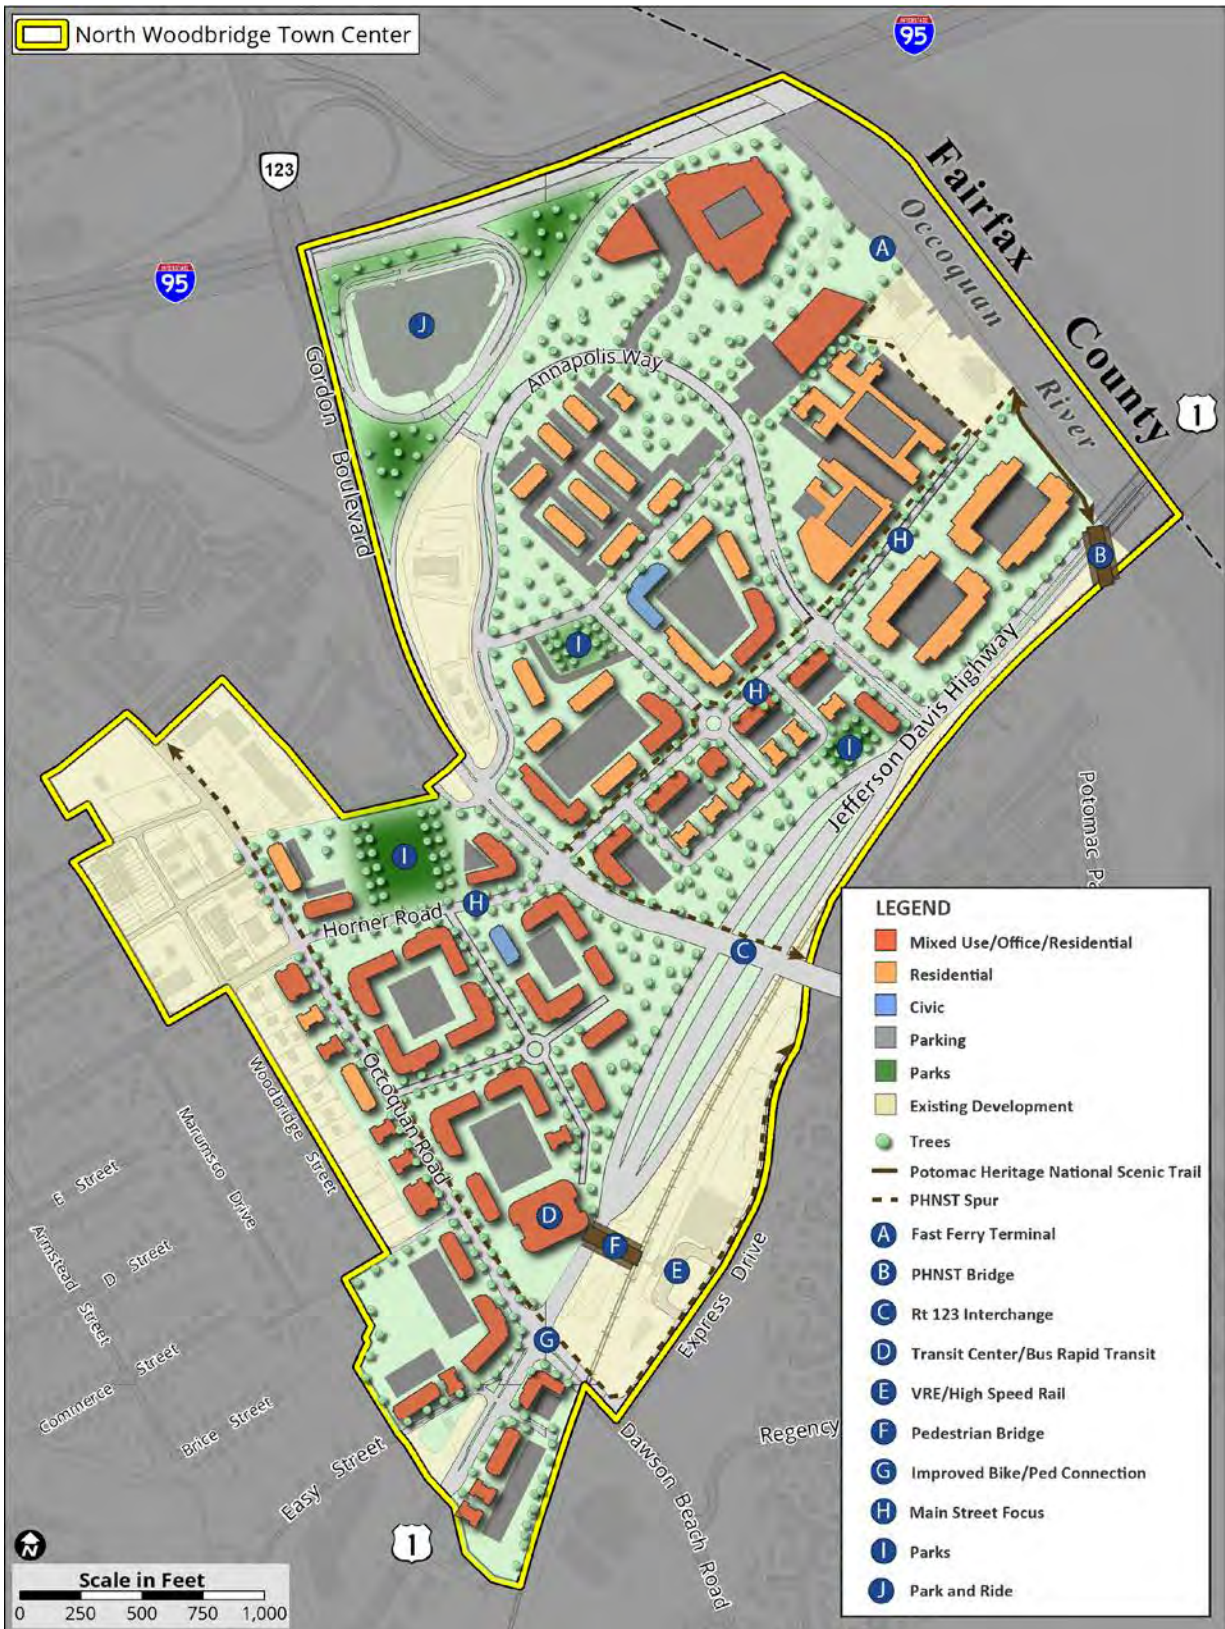 North Woodbridge Town Center
INTERSTATE
95
123
INTERSTATE
95
Fairfax County
Occoquan River
A
1
J
Annapolis Way
Gordon Boulevard
H
B
I
H
I
Jefferson Davis Highway
Potomac
I
H
Horner Road
C
Occoquan Road
Woodbridge Street
Marumsco Drive
E Street
D Street
Armstead Street
Commerce Street
Brice Street
Easy Street
D
F
E
G
Express Drive
Regency
Dawson Beach Road
1
N
Scale in Feet
0 250 500 750 1,000
LEGEND
Mixed Use/Office/Residential
Residential
Civic
Parking
Parks
Existing Development
Trees
Potomac Heritage National Scenic Trail
PHNST Spur
A Fast Ferry Terminal
B PHNST Bridge
C Rt 123 Interchange
D Transit Center/Bus Rapid Transit
E VRE/High Speed Rail
F Pedestrian Bridge
G Improved Bike/Ped Connection
H Main Street Focus
I Parks
J Park and Ride